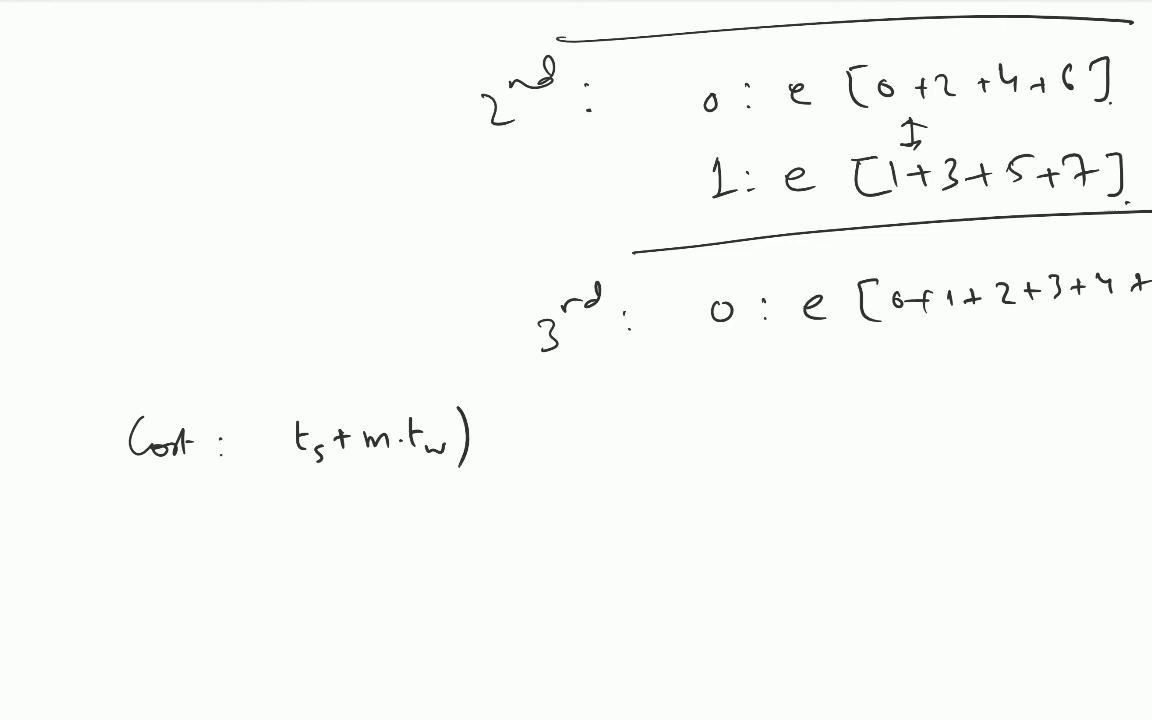 2nd : 0 : e [0 +2 +4+6]
1: e [1+3+5+7]
3rd : 0 : e [0+1+2+3+4+
Cost : ts+m.tw)